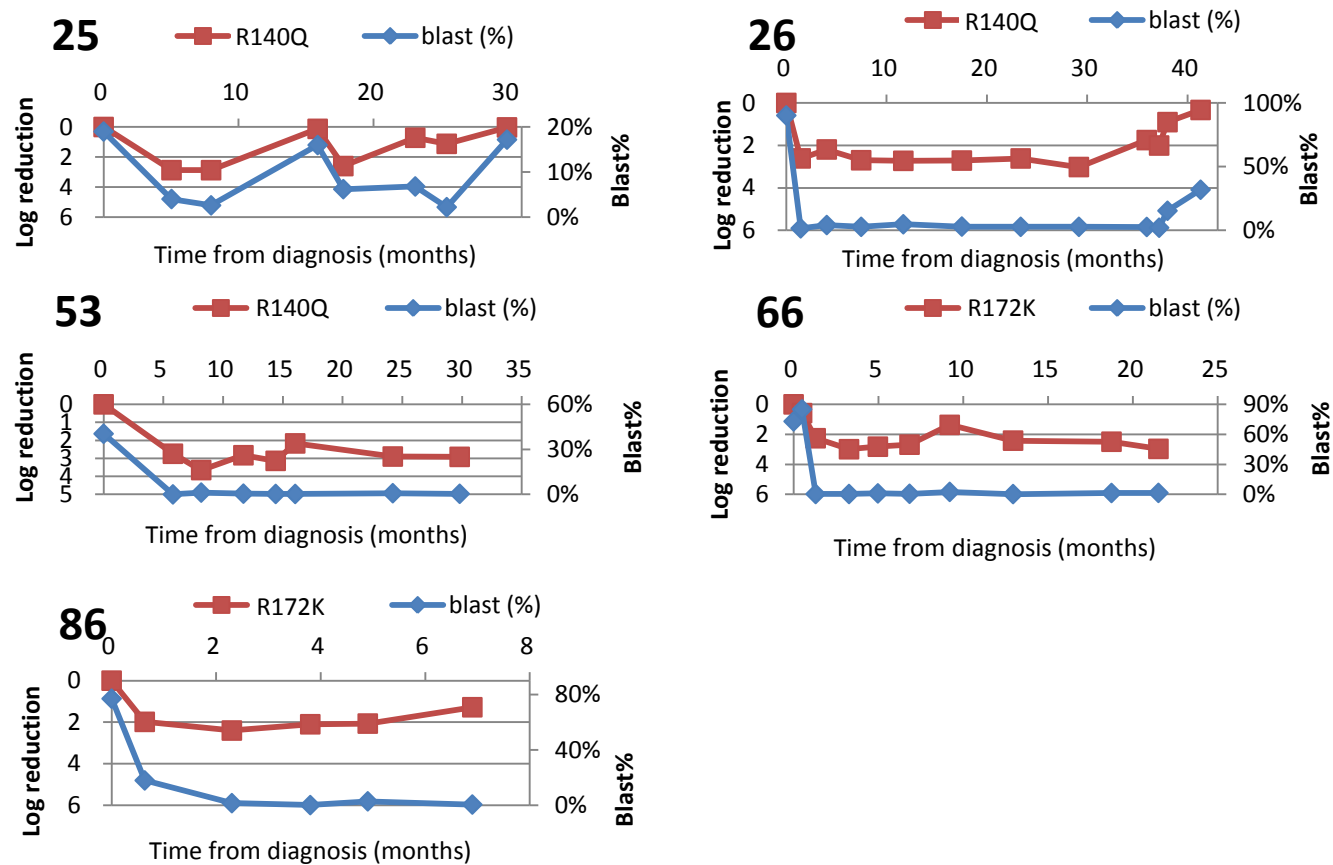 25
R140Q
blast (%)
0 10 20 30
Log reduction
0
2
4
6
20%
10%
0%
Blast%
Time from diagnosis (months)
26
R140Q
blast (%)
0 10 20 30 40
Log reduction
0
2
4
6
100%
50%
0%
Blast%
Time from diagnosis (months)
53
R140Q
blast (%)
0 5 10 15 20 25 30 35
Log reduction
0
1
2
3
4
5
60%
30%
0%
Blast%
Time from diagnosis (months)
66
R172K
blast (%)
0 5 10 15 20 25
Log reduction
0
2
4
6
90%
60%
30%
0%
Blast%
Time from diagnosis (months)
86
R172K
blast (%)
0 2 4 6 8
Log reduction
0
2
4
6
80%
40%
0%
Blast%
Time from diagnosis (months)